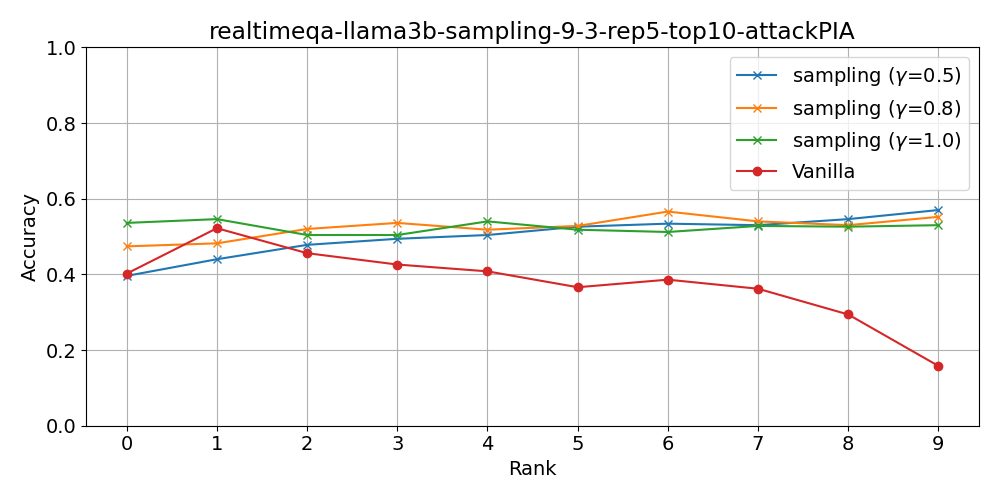 realtimeqa-llama3b-sampling-9-3-rep5-top10-attackPIA
1.0
0.8
0.6
0.4
0.2
0.0
Accuracy
sampling (γ=0.5)
sampling (γ=0.8)
sampling (γ=1.0)
Vanilla
0 1 2 3 4 5 6 7 8 9
Rank